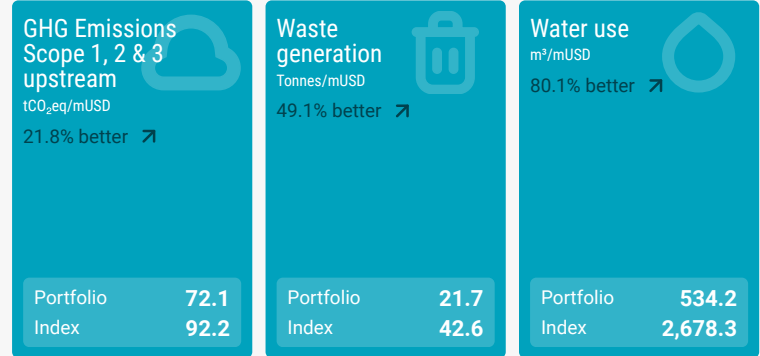 GHG Emissions
Scope 1, 2 & 3
upstream
tCO₂eq/mUSD
21.8% better
Portfolio 72.1
Index 92.2
Waste
generation
Tonnes/mUSD
49.1% better
Portfolio 21.7
Index 42.6
Water use
m³/mUSD
80.1% better
Portfolio 534.2
Index 2,678.3